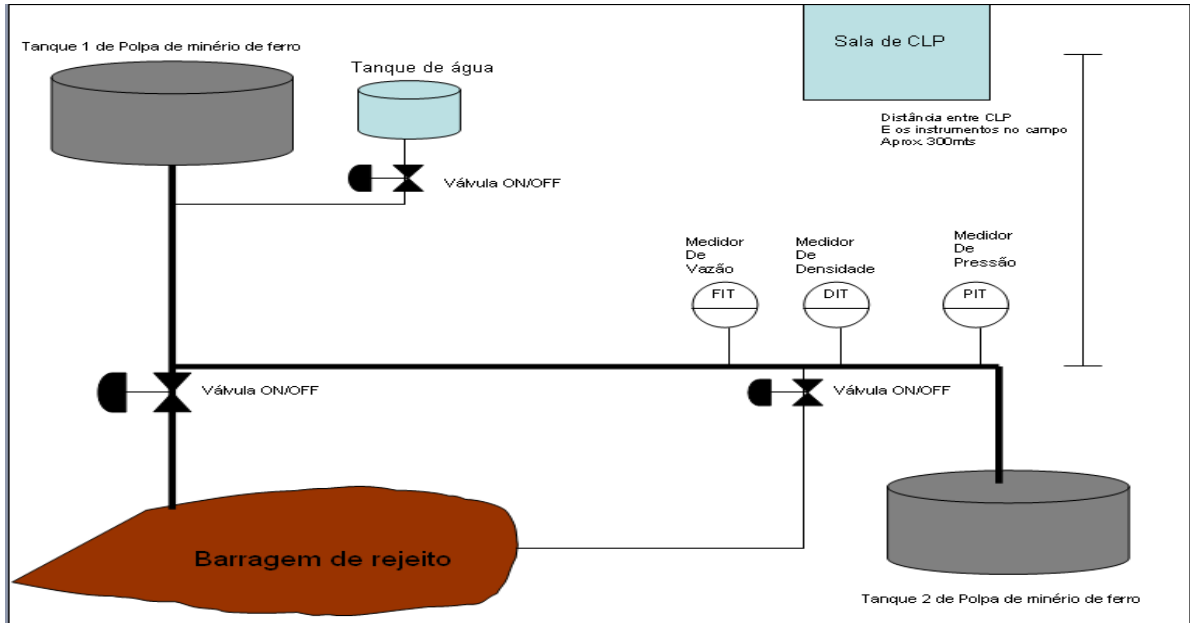 Tanque 1 de Polpa de minério de ferro
Tanque de água
Sala de CLP
Distância entre CLP
E os instrumentos no campo
Aprox. 300mts
Válvula ON/OFF
Medidor
De
Vazão
Medidor
De
Densidade
Medidor
De
Pressão
FIT
DIT
PIT
Válvula ON/OFF
Válvula ON/OFF
Barragem de rejeito
Tanque 2 de Polpa de minério de ferro